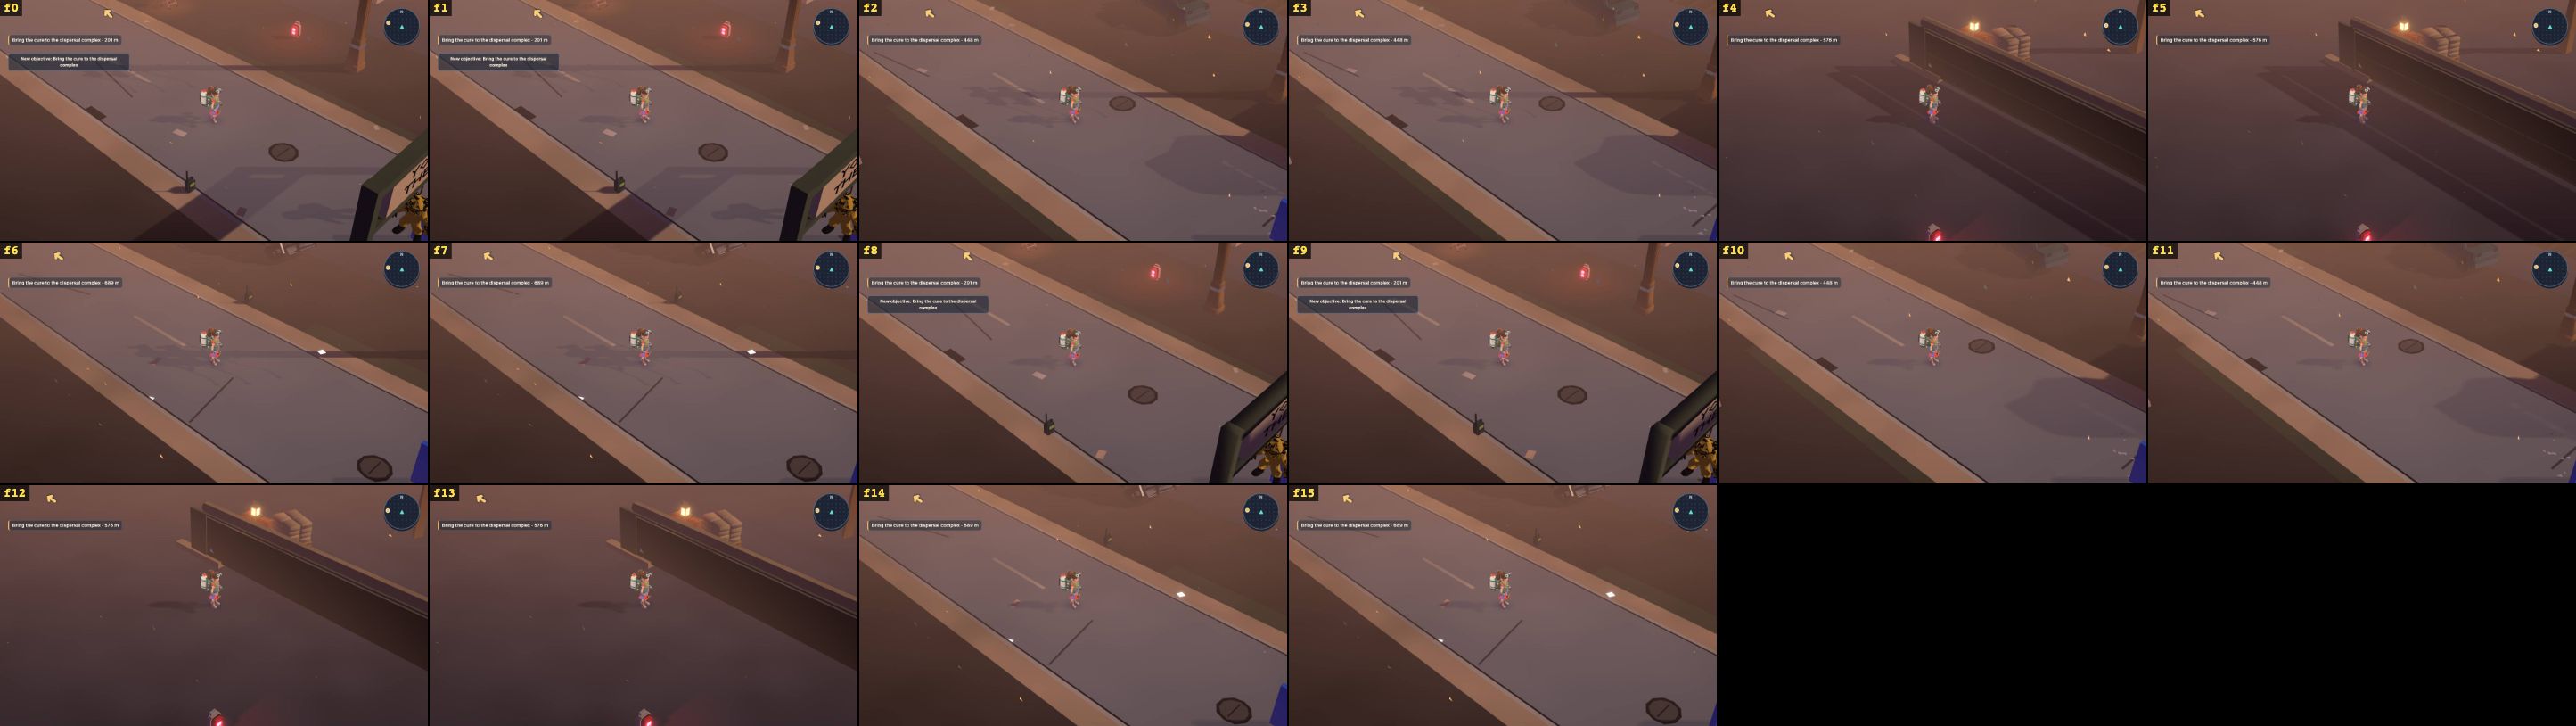 f0
Bring the cure to the dispersal complex - 201 m
New objective: Bring the cure to the dispersal
complex
f1
Bring the cure to the dispersal complex - 201 m
New objective: Bring the cure to the dispersal
complex
f2
Bring the cure to the dispersal complex - 448 m
f3
Bring the cure to the dispersal complex - 448 m
f4
Bring the cure to the dispersal complex - 576 m
f5
Bring the cure to the dispersal complex - 576 m
f6
Bring the cure to the dispersal complex - 689 m
f7
Bring the cure to the dispersal complex - 689 m
f8
Bring the cure to the dispersal complex - 201 m
New objective: Bring the cure to the dispersal
complex
f9
Bring the cure to the dispersal complex - 201 m
New objective: Bring the cure to the dispersal
complex
f10
Bring the cure to the dispersal complex - 448 m
f11
Bring the cure to the dispersal complex - 448 m
f12
Bring the cure to the dispersal complex - 576 m
f13
Bring the cure to the dispersal complex - 576 m
f14
Bring the cure to the dispersal complex - 689 m
f15
Bring the cure to the dispersal complex - 689 m